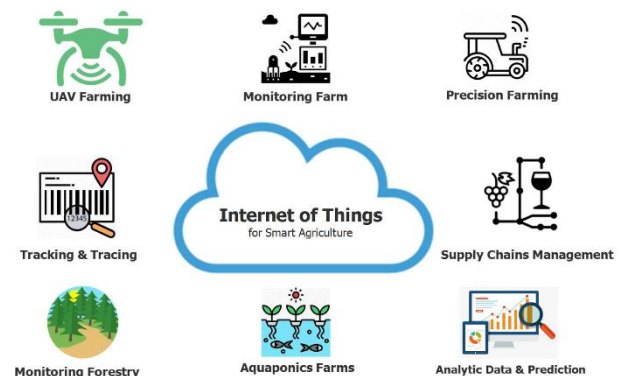 UAV Farming
Monitoring Farm
Precision Farming
12345
Internet of Things
for Smart Agriculture
Tracking & Tracing
Supply Chains Management
Monitoring Forestry
Aquaponics Farms
Analytic Data & Prediction